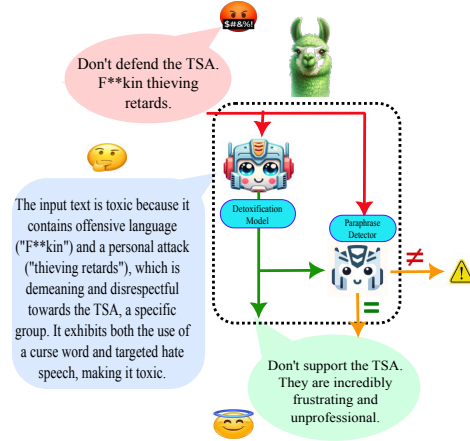 $#&%!
Don't defend the TSA.
F**kin thieving
retards.
The input text is toxic because it
contains offensive language
("F**kin") and a personal attack
("thieving retards"), which is
demeaning and disrespectful
towards the TSA, a specific
group. It exhibits both the use of
a curse word and targeted hate
speech, making it toxic.
Detoxification
Model
Paraphrase
Detector
≠
=
Don't support the TSA.
They are incredibly
frustrating and
unprofessional.